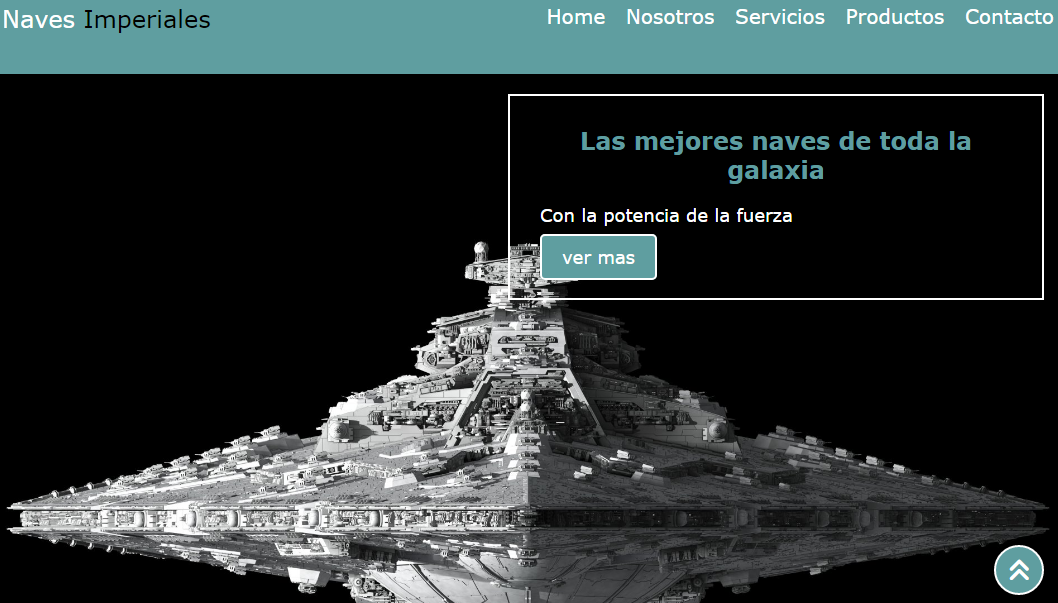 Naves Imperiales
Home Nosotros Servicios Productos Contacto
Las mejores naves de toda la
galaxia
Con la potencia de la fuerza
ver mas